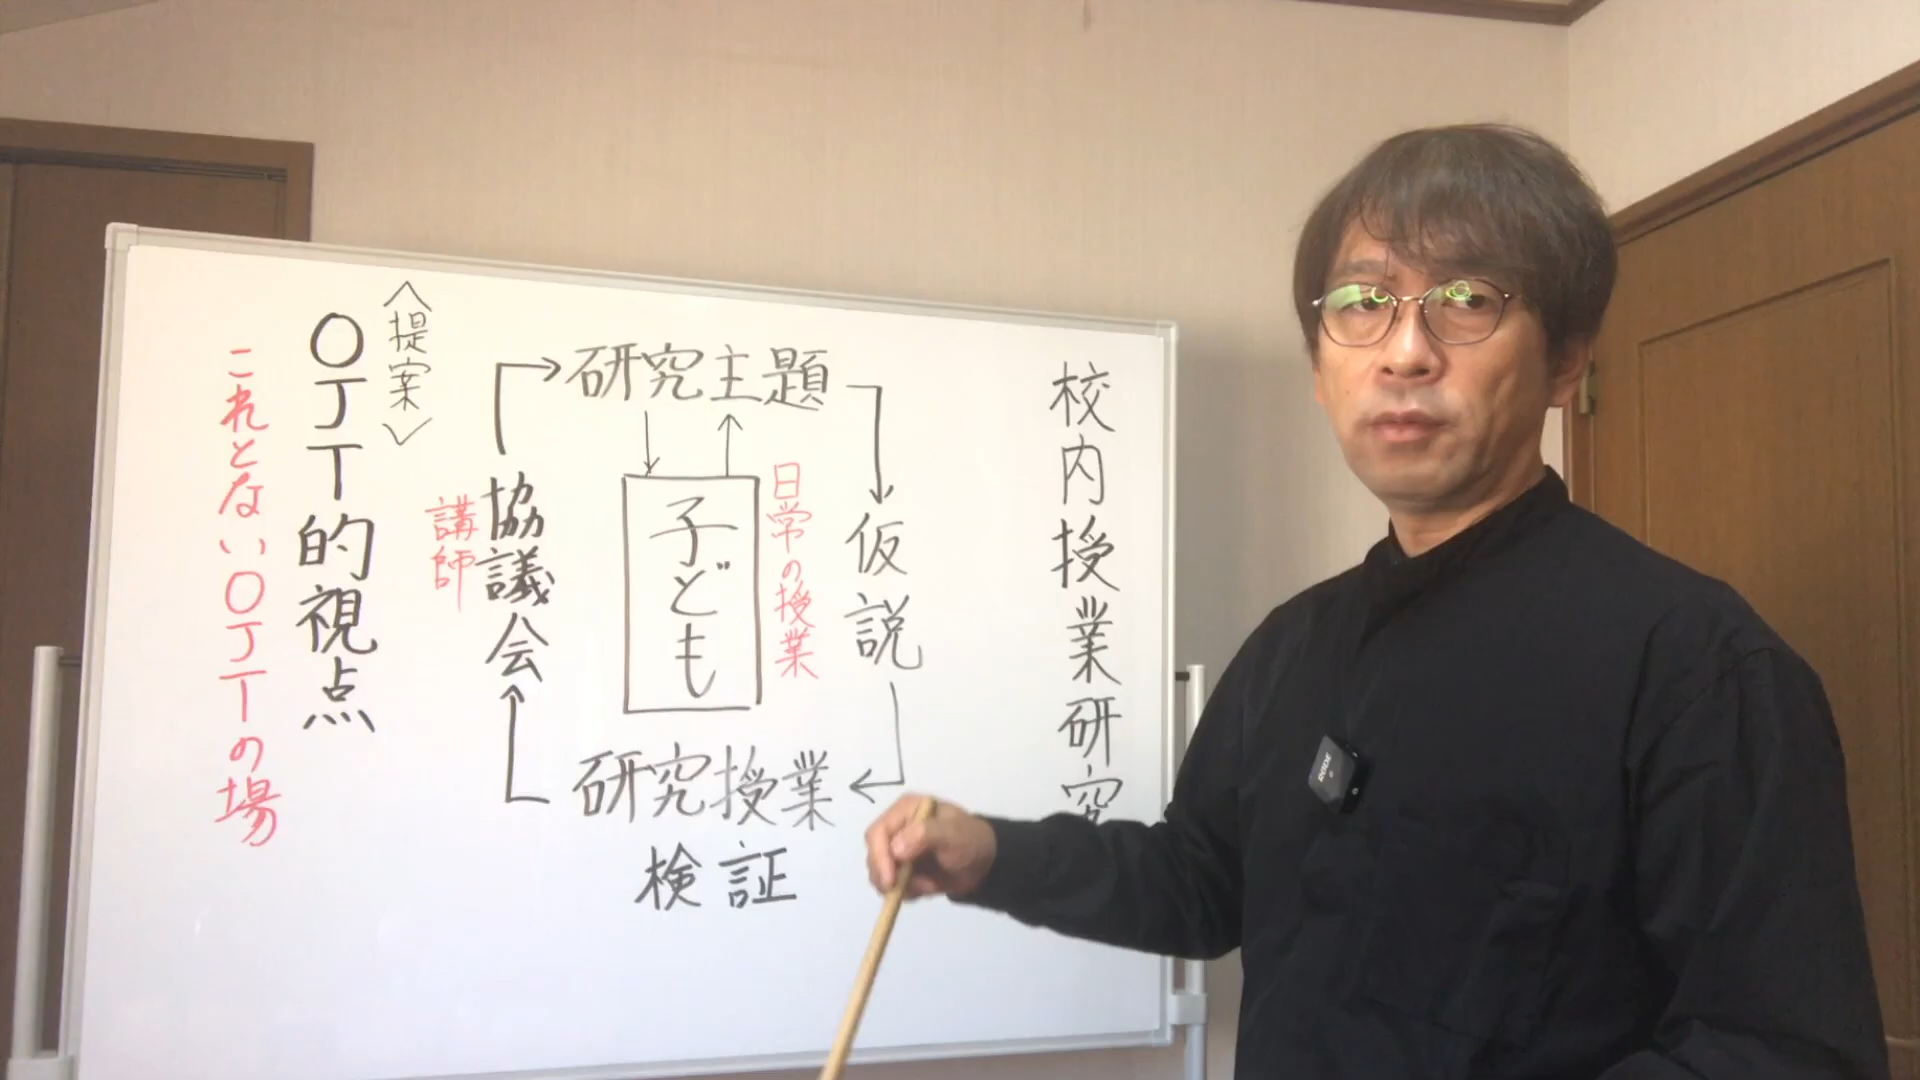 校内授業研究
研究主題
仮説
日常の授業
子ども
研究授業
検証
協議会
講師
〈提案〉
OJT的視点
これとないOJTの場
RODE